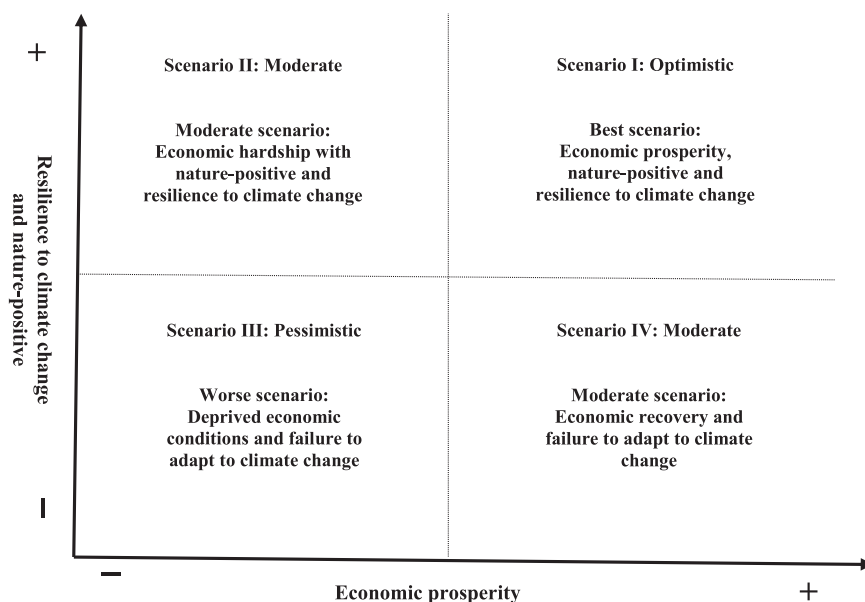 +
Resilience to climate change
and nature-positive
−
Scenario II: Moderate
Moderate scenario:
Economic hardship with
nature-positive and
resilience to climate change
Scenario I: Optimistic
Best scenario:
Economic prosperity,
nature-positive and
resilience to climate change
Scenario III: Pessimistic
Worse scenario:
Deprived economic
conditions and failure to
adapt to climate change
Scenario IV: Moderate
Moderate scenario:
Economic recovery and
failure to adapt to climate
change
−
Economic prosperity
+